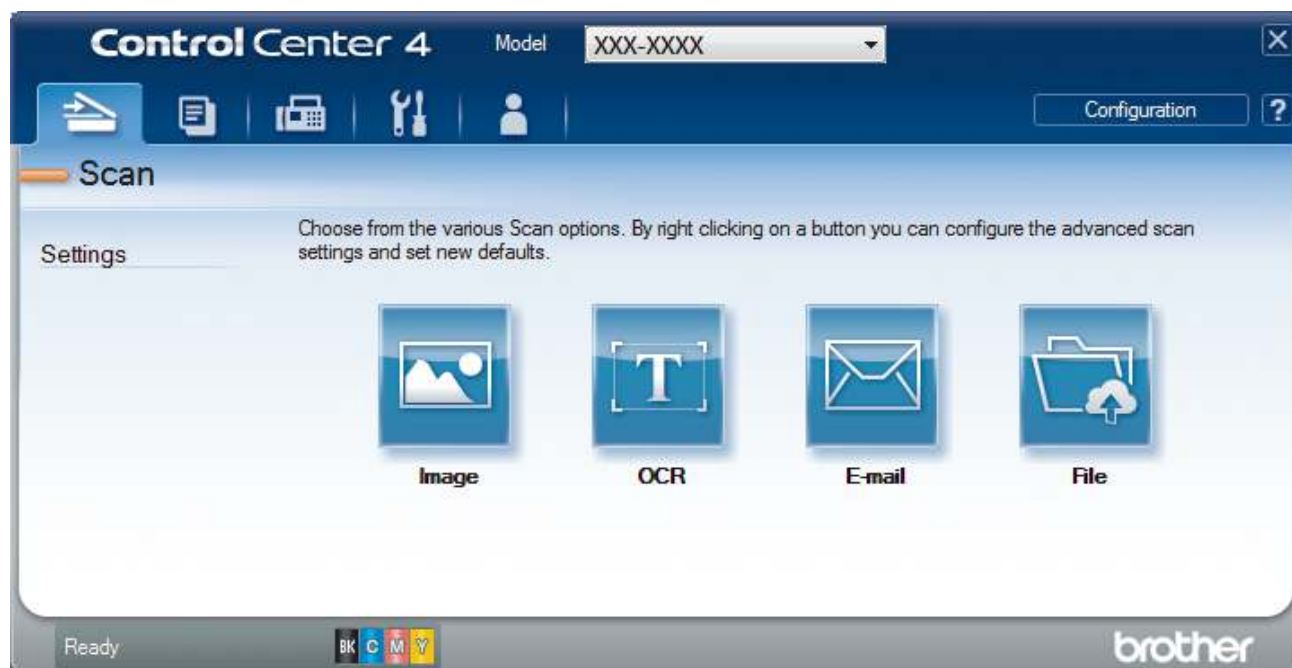 ControlCenter 4
Model
XXX-XXXX
Configuration
?
Scan
Settings
Choose from the various Scan options. By right clicking on a button you can configure the advanced scan
settings and set new defaults.
T
Image
OCR
E-mail
File
Ready
BK C M Y
brother